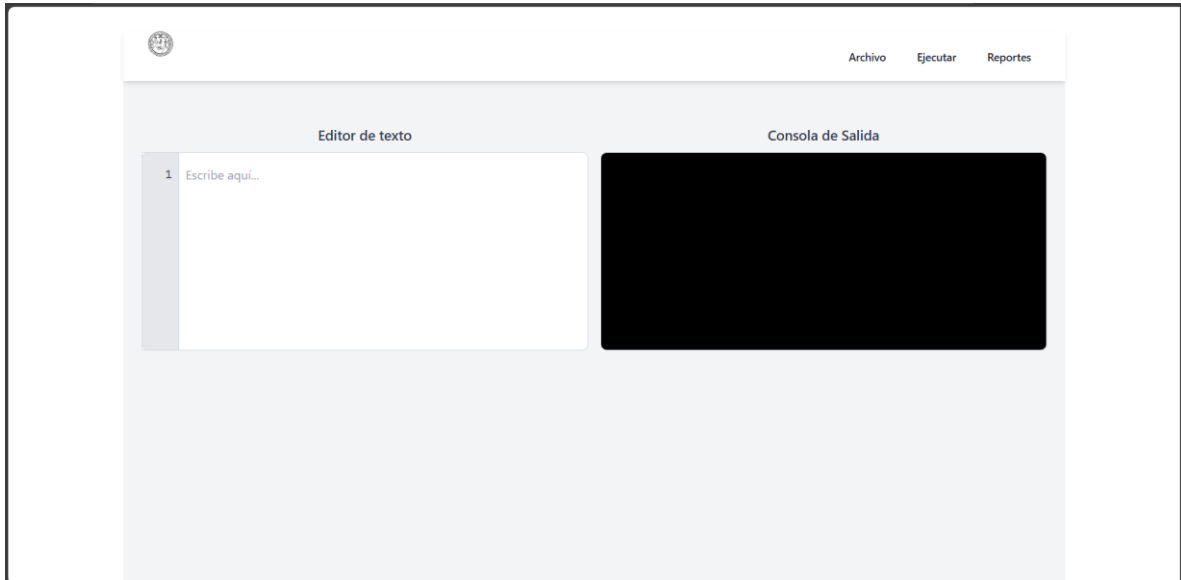 Archivo Ejecutar Reportes
Editor de texto
Consola de Salida
1 Escribe aquí...